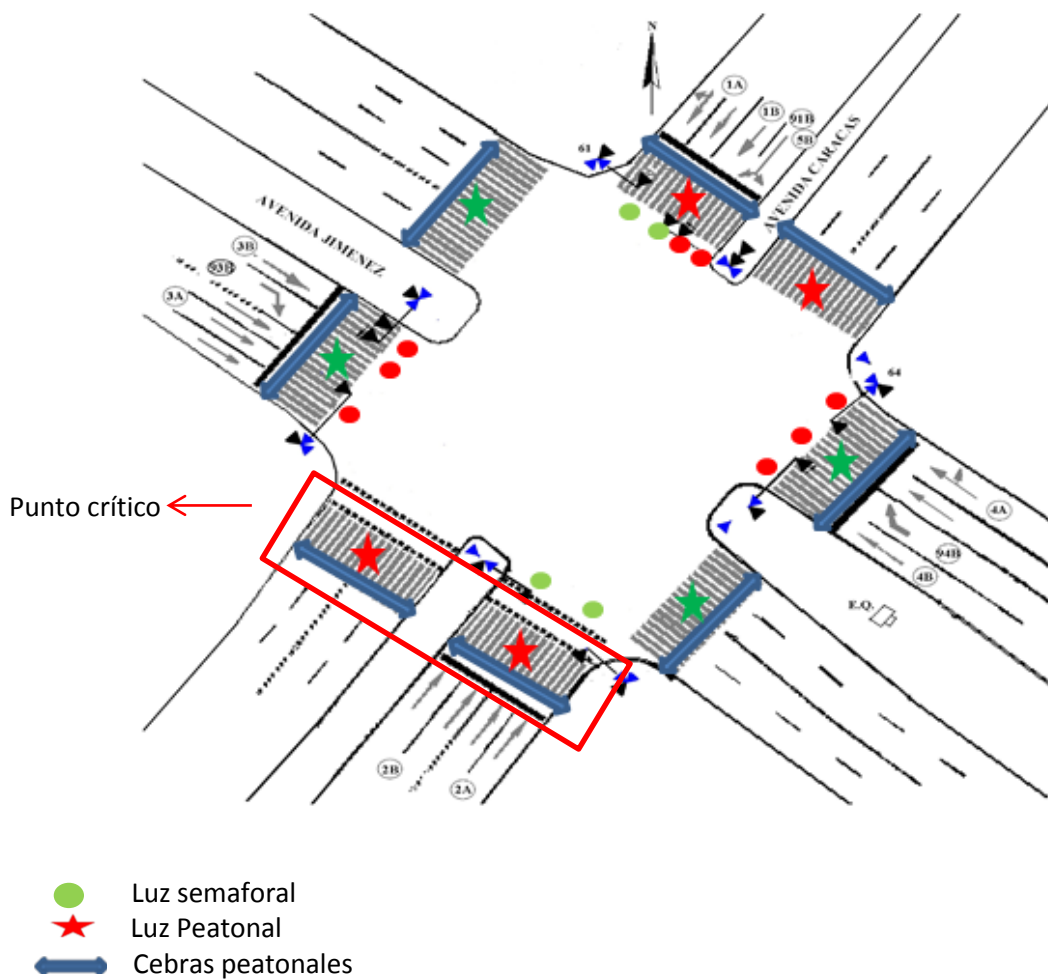 N
1A
1B
91B
5B
AVENIDA CARACAS
61
AVENIDA JIMENEZ
3B
93B
3A
64
4A
94B
4B
E.Q.
Punto crítico
2B
2A
Luz semaforal
Luz Peatonal
Cebras peatonales